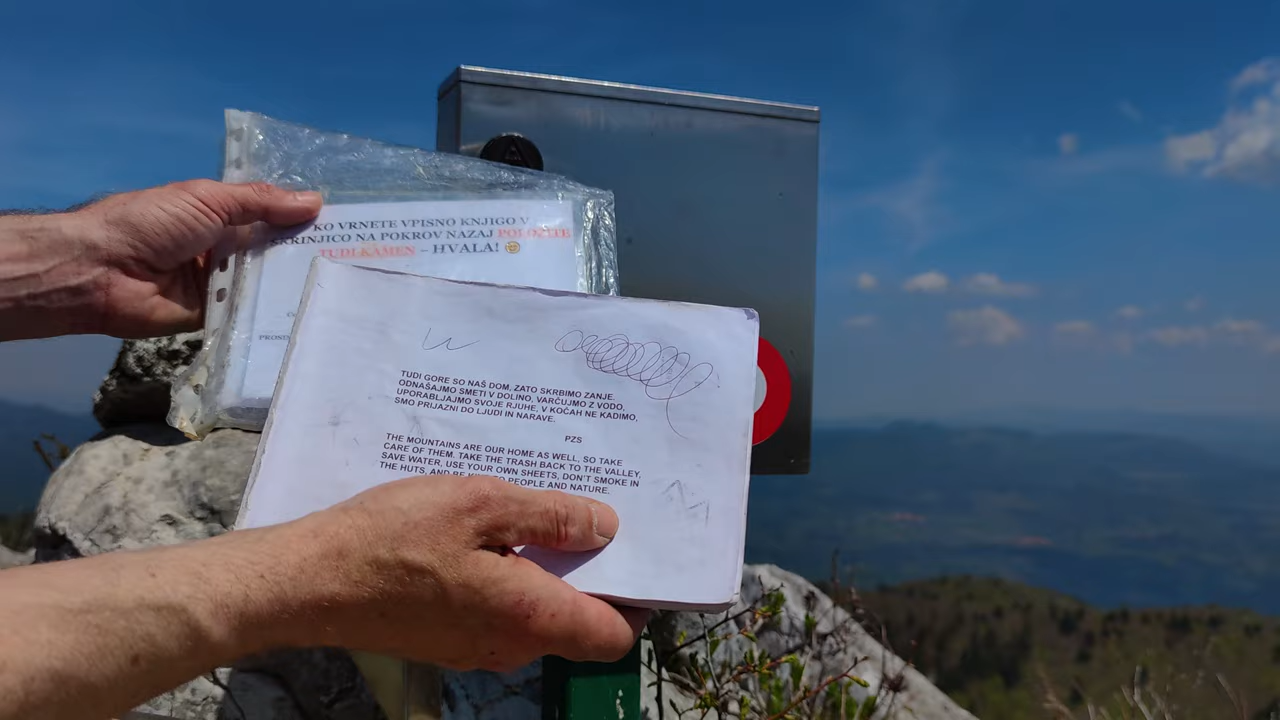 KO VRNETE VPISNO KNJIGO V
SKRINJICO NA POKROV NAZAJ POLOŽITE
TUDI KAMEN – HVALA!
TUDI GORE SO NAŠ DOM, ZATO SKRBIMO ZANJE.
ODNAŠAJMO SMETI V DOLINO, VARČUJMO Z VODO,
UPORABLJAJMO SVOJE RJUHE, V KOČAH NE KADIMO,
SMO PRIJAZNI DO LJUDI IN NARAVE.
PZS
THE MOUNTAINS ARE OUR HOME AS WELL, SO TAKE
CARE OF THEM. TAKE THE TRASH BACK TO THE VALLEY,
SAVE WATER, USE YOUR OWN SHEETS, DON'T SMOKE IN
THE HUTS, AND BE KIND TO PEOPLE AND NATURE.